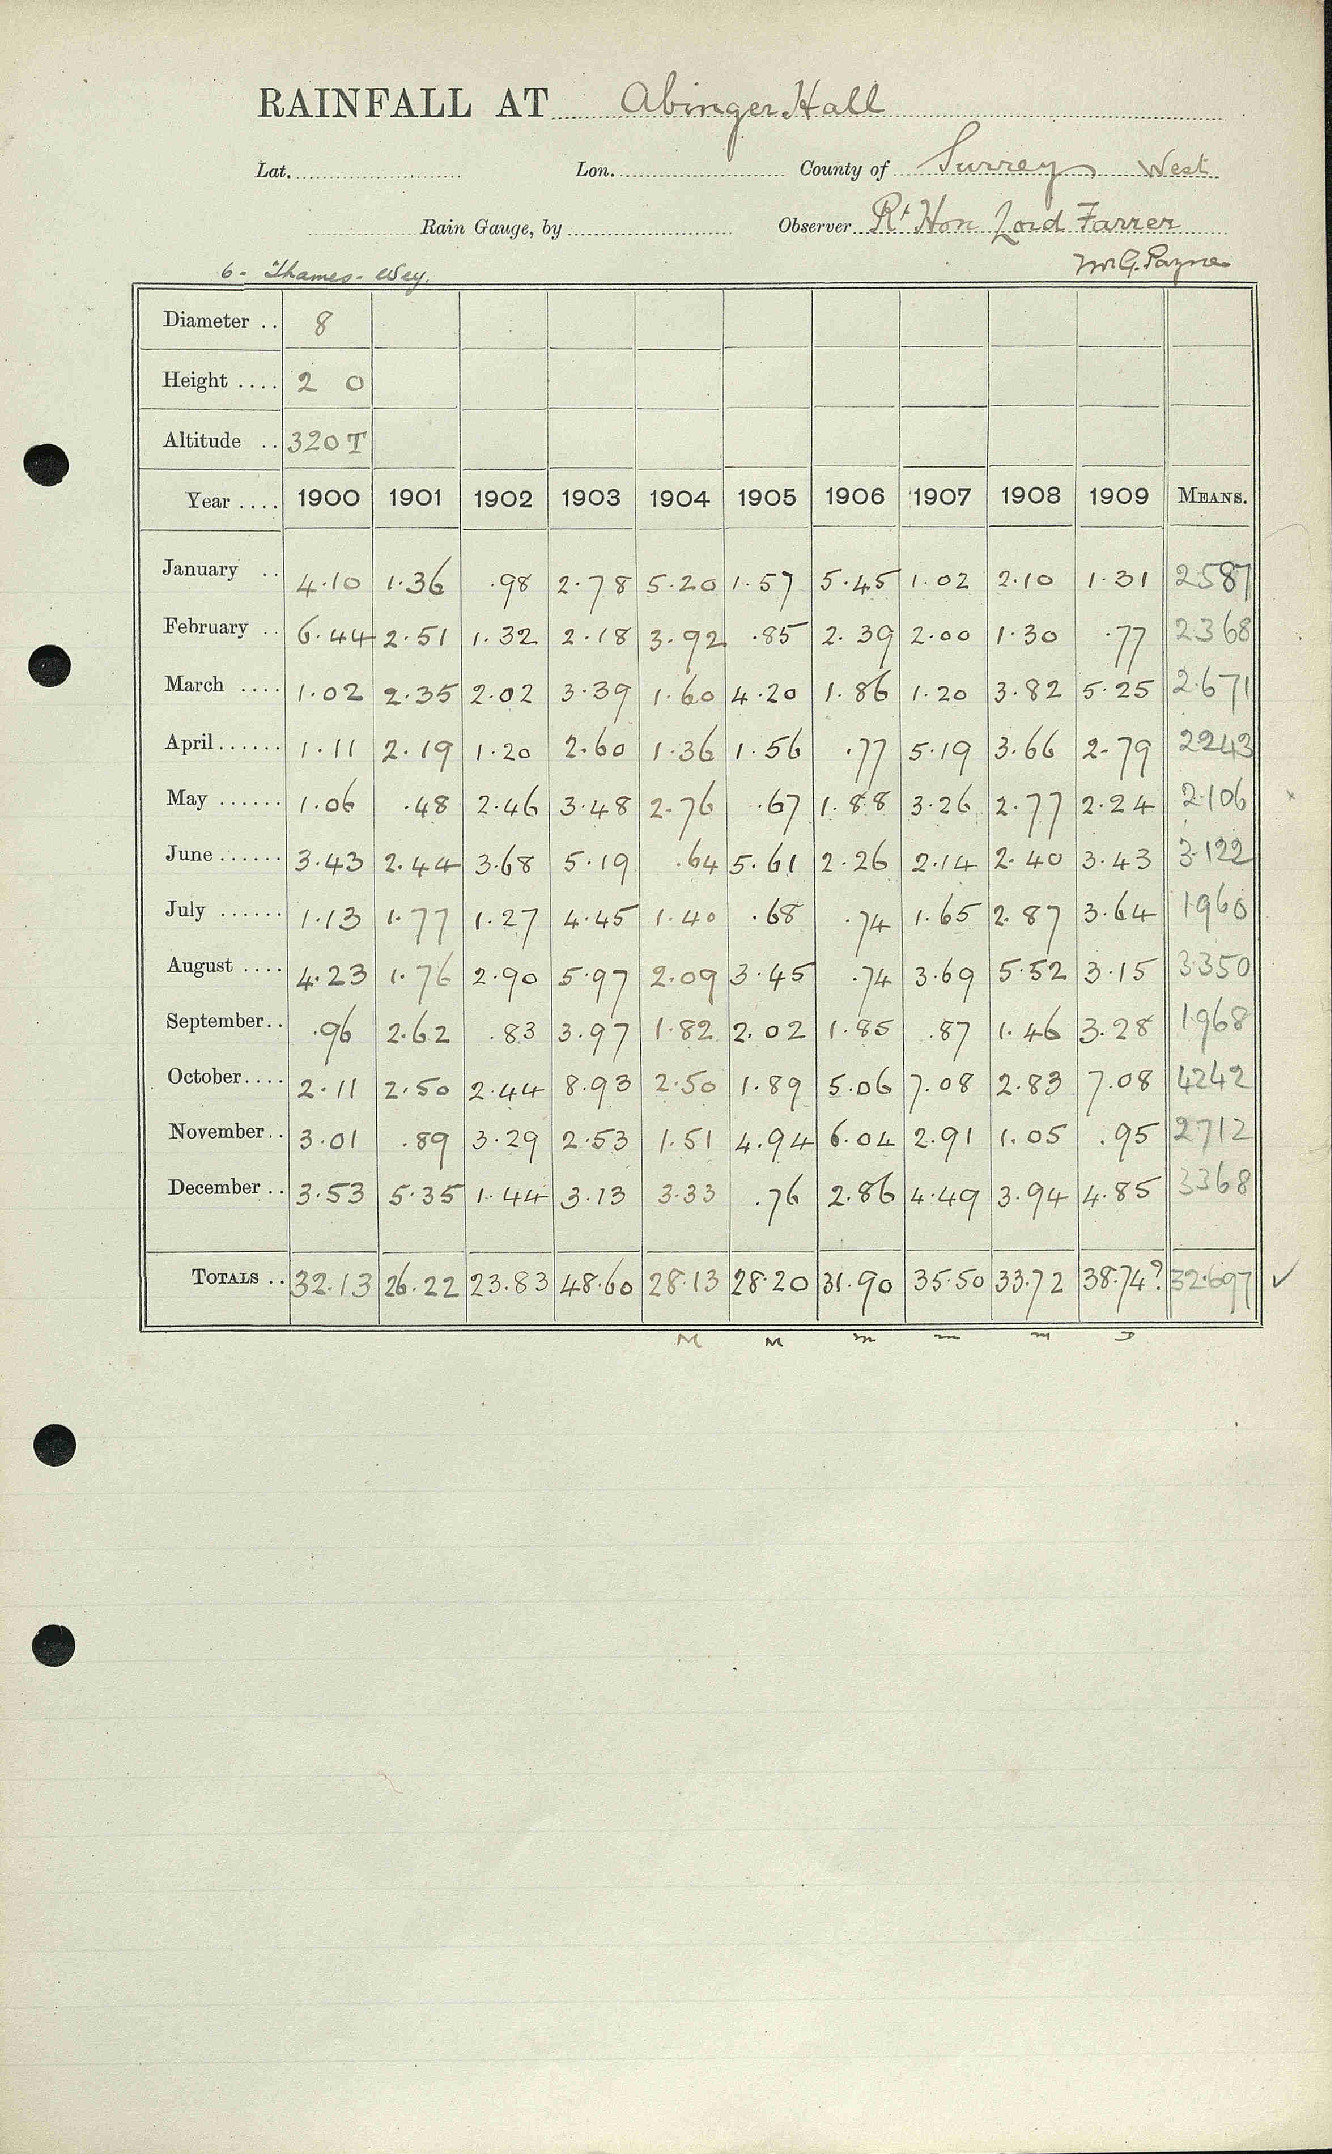 RAINFALL AT Abinger Hall
Lat. Lon. County of Surrey West
Rain Gauge, by Observer Rt Hon Lord Farrer
Mr G. Payne
6 - Thames - Wey.
Diameter .. 8
Height .... 2 0
Altitude .. 320 T
Year .... 1900 1901 1902 1903 1904 1905 1906 1907 1908 1909 MEANS.
January .. 4.10 1.36 .98 2.78 5.20 1.57 5.45 1.02 2.10 1.31 2587
February .. 6.44 2.51 1.32 2.18 3.92 .85 2.39 2.00 1.30 .77 2368
March .... 1.02 2.35 2.02 3.39 1.60 4.20 1.86 1.20 3.82 5.25 2.671
April...... 1.11 2.19 1.20 2.60 1.36 1.56 .77 5.19 3.66 2.79 2243
May ...... 1.06 .48 2.46 3.48 2.76 .67 1.88 3.26 2.77 2.24 2.106
June ...... 3.43 2.44 3.68 5.19 .64 5.61 2.26 2.14 2.40 3.43 3.122
July ...... 1.13 1.77 1.27 4.45 1.40 .68 .74 1.65 2.87 3.64 1960
August .... 4.23 1.76 2.90 5.97 2.09 3.45 .74 3.69 5.52 3.15 3.350
September.. .96 2.62 .83 3.97 1.82 2.02 1.85 .87 1.46 3.28 1968
October.... 2.11 2.50 2.44 8.93 2.50 1.89 5.06 7.08 2.83 7.08 4242
November.. 3.01 .89 3.29 2.53 1.51 4.94 6.04 2.91 1.05 .95 2712
December .. 3.53 5.35 1.44 3.13 3.33 .76 2.86 4.49 3.94 4.85 3368
TOTALS .. 32.13 26.22 23.83 48.60 28.13 28.20 31.90 35.50 33.72 38.74? 32.697 ✓
M M m m m D